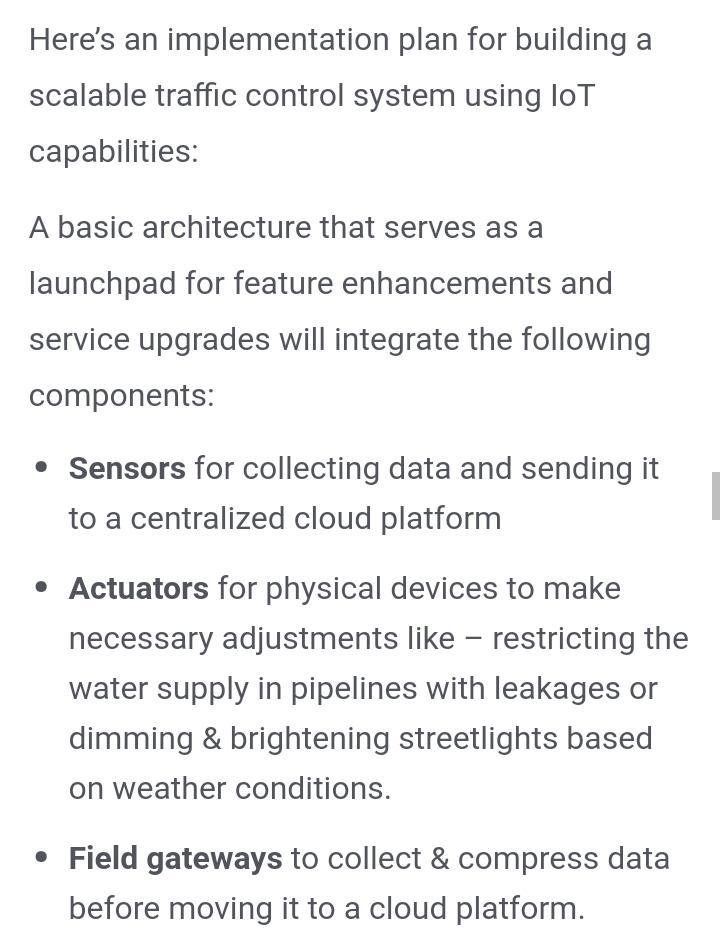 Here’s an implementation plan for building a
scalable traffic control system using IoT
capabilities:
A basic architecture that serves as a
launchpad for feature enhancements and
service upgrades will integrate the following
components:
• Sensors for collecting data and sending it
to a centralized cloud platform
• Actuators for physical devices to make
necessary adjustments like – restricting the
water supply in pipelines with leakages or
dimming & brightening streetlights based
on weather conditions.
• Field gateways to collect & compress data
before moving it to a cloud platform.